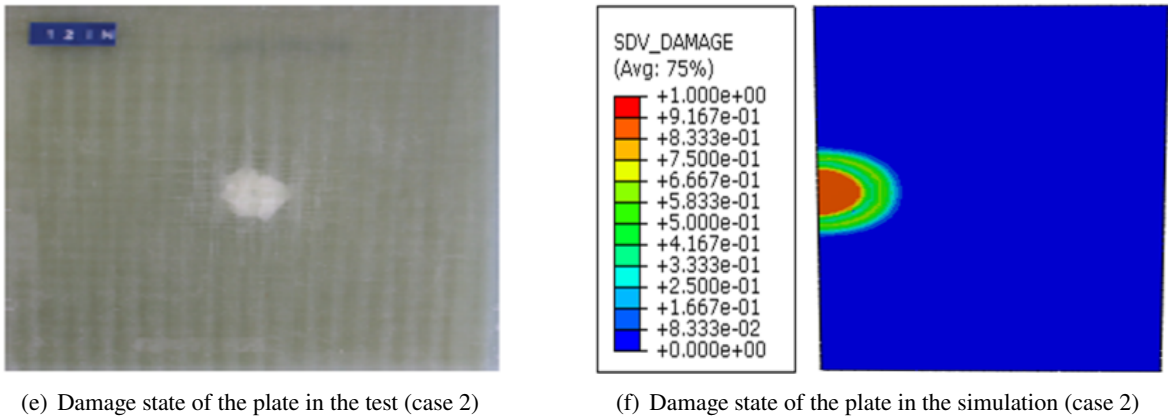 SDV_DAMAGE
(Avg: 75%)
+1.000e+00
+9.167e-01
+8.333e-01
+7.500e-01
+6.667e-01
+5.833e-01
+5.000e-01
+4.167e-01
+3.333e-01
+2.500e-01
+1.667e-01
+8.333e-02
+0.000e+00
(e) Damage state of the plate in the test (case 2)
(f) Damage state of the plate in the simulation (case 2)